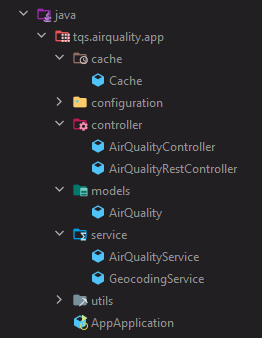 java
tqs.airquality.app
cache
Cache
configuration
controller
AirQualityController
AirQualityRestController
models
AirQuality
service
AirQualityService
GeocodingService
utils
AppApplication